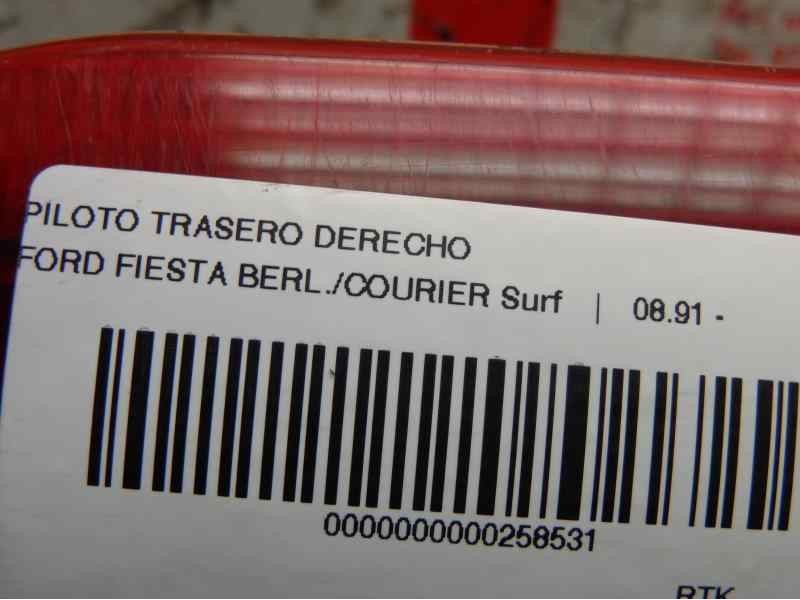 PILOTO TRASERO DERECHO
FORD FIESTA BERL./COURIER Surf | 08.91 -
0000000000258531
RTK